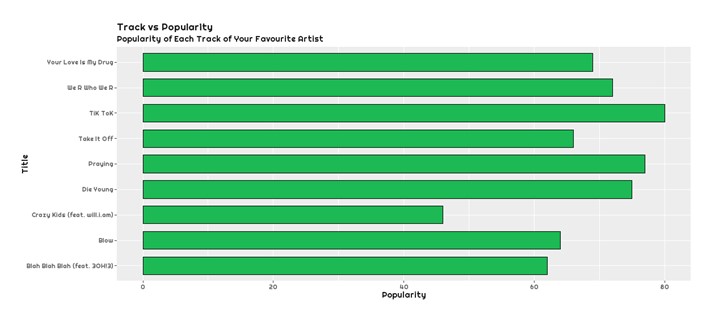 Track vs Popularity
Popularity of Each Track of Your Favourite Artist
Your Love Is My Drug
We R Who We R
TiK ToK
Take It Off
Praying
Die Young
Crazy Kids (feat. will.i.am)
Blow
Blah Blah Blah (feat. 3OH!3)
Title
0 20 40 60 80
Popularity